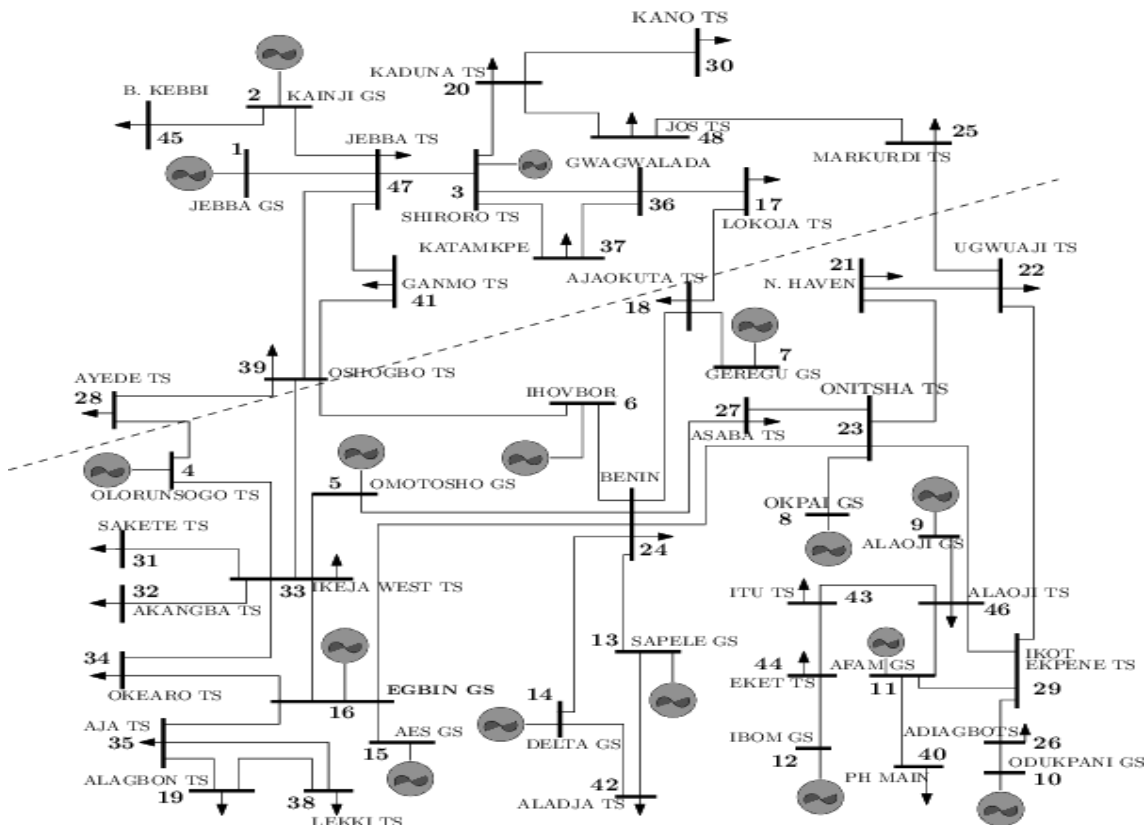 KANO TS
30
KADUNA TS
20
B. KEBBI
45
2
KAINJI GS
JEBBA TS
47
1
JEBBA GS
3
SHIRORO TS
JOS TS
48
25
MARKURDI TS
GWAGWALADA
36
17
LOKOJA TS
KATAMKPE
37
GANMO TS
41
AJAOKUTA TS
18
21
N. HAVEN
UGWUAJI TS
22
39
OSHOGBO TS
AYEDE TS
28
7
GEREGU GS
IHOVBOR
6
27
ASABA TS
ONITSHA TS
23
4
OLORUNSOGO TS
5
OMOTOSHO GS
BENIN
24
OKPAI GS
8
9
ALAOJI GS
SAKETE TS
31
32
AKANGBA TS
33
IKEJA WEST TS
ITU TS
43
ALAOJI TS
46
34
OKEARO TS
13
SAPELE GS
44
EKET TS
AFAM GS
11
IKOT
EKPENE TS
29
EGBIN GS
16
14
DELTA GS
AJA TS
35
15
AES GS
IBOM GS
12
40
PH MAIN
ADIAGBOTS
26
ODUKPANI GS
10
ALAGBON TS
19
38
LEKKI TS
42
ALADJA TS